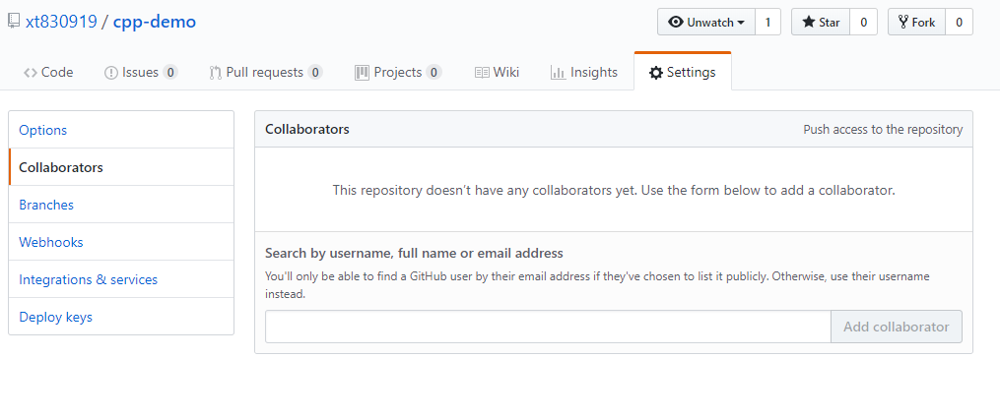 xt830919 / cpp-demo
Unwatch 1 Star 0 Fork 0
Code Issues 0 Pull requests 0 Projects 0 Wiki Insights Settings
Options
Collaborators
Branches
Webhooks
Integrations & services
Deploy keys
Collaborators Push access to the repository
This repository doesn't have any collaborators yet. Use the form below to add a collaborator.
Search by username, full name or email address
You'll only be able to find a GitHub user by their email address if they've chosen to list it publicly. Otherwise, use their username
instead.
Add collaborator